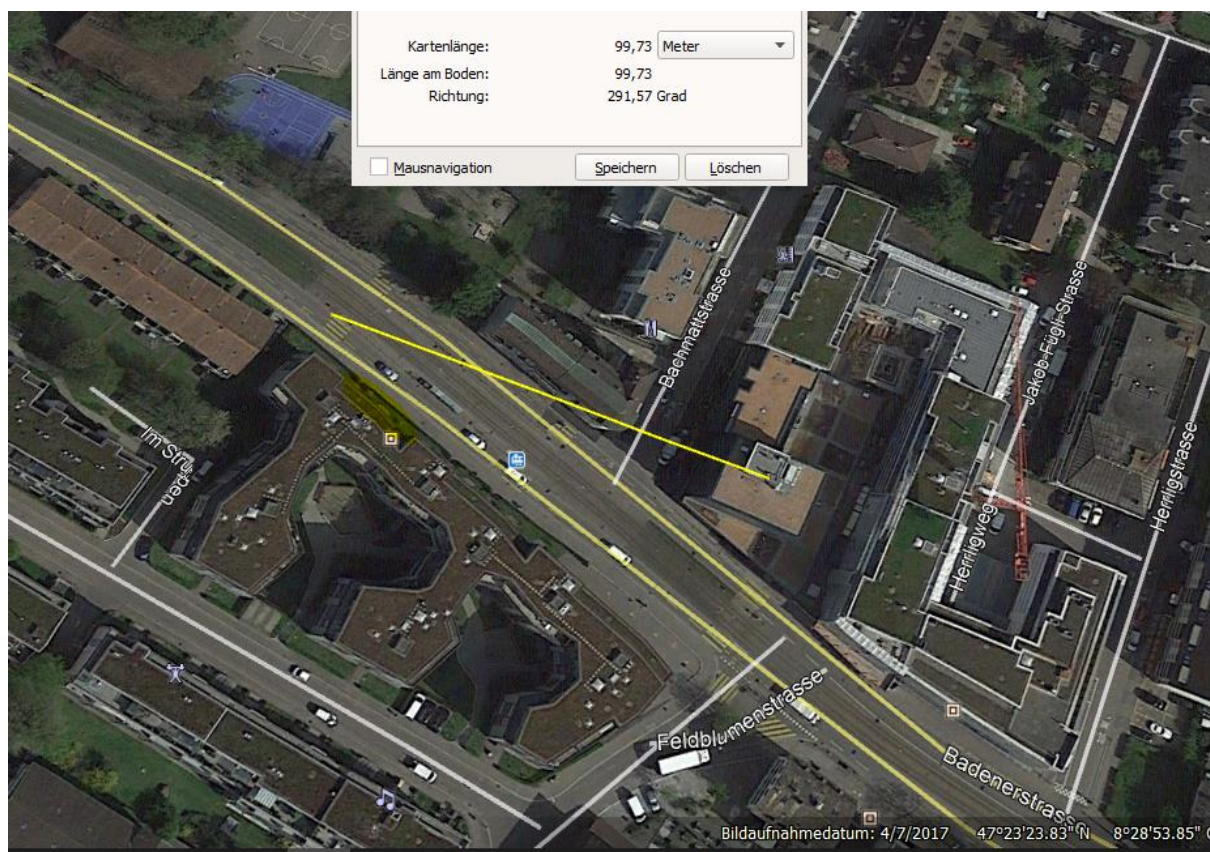 Kartenlänge: 99,73 Meter
Länge am Boden: 99,73
Richtung: 291,57 Grad
Mausnavigation Speichern Löschen
Bachmattstrasse
Jakob-Fügli-Strasse
Im Struppen
Herrligweg
Herrligstrasse
Feldblumenstrasse
Badenerstrasse
Bildaufnahmedatum: 4/7/2017 47°23'23.83" N 8°28'53.85"